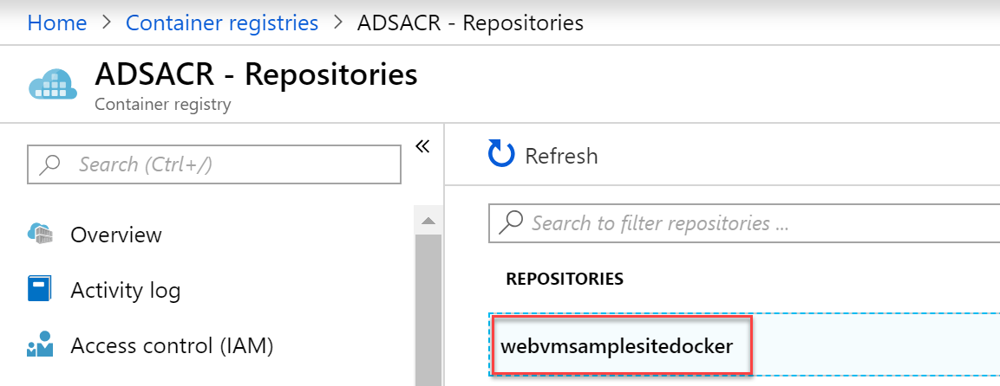 Home > Container registries > ADSACR - Repositories
ADSACR - Repositories
Container registry
Search (Ctrl+/)
«
Overview
Activity log
Access control (IAM)
Refresh
Search to filter repositories ...
REPOSITORIES
webvmsamplesitedocker